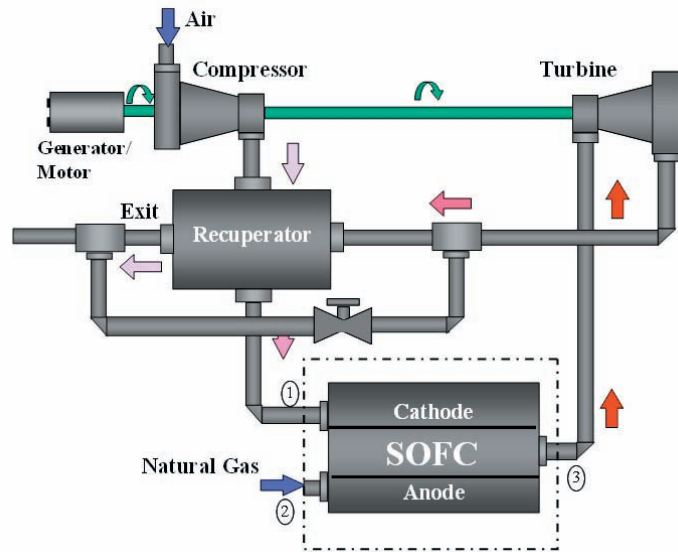 Air
Compressor
Turbine
Generator/
Motor
Exit
Recuperator
1
Cathode
SOFC
Natural Gas
Anode
2
3